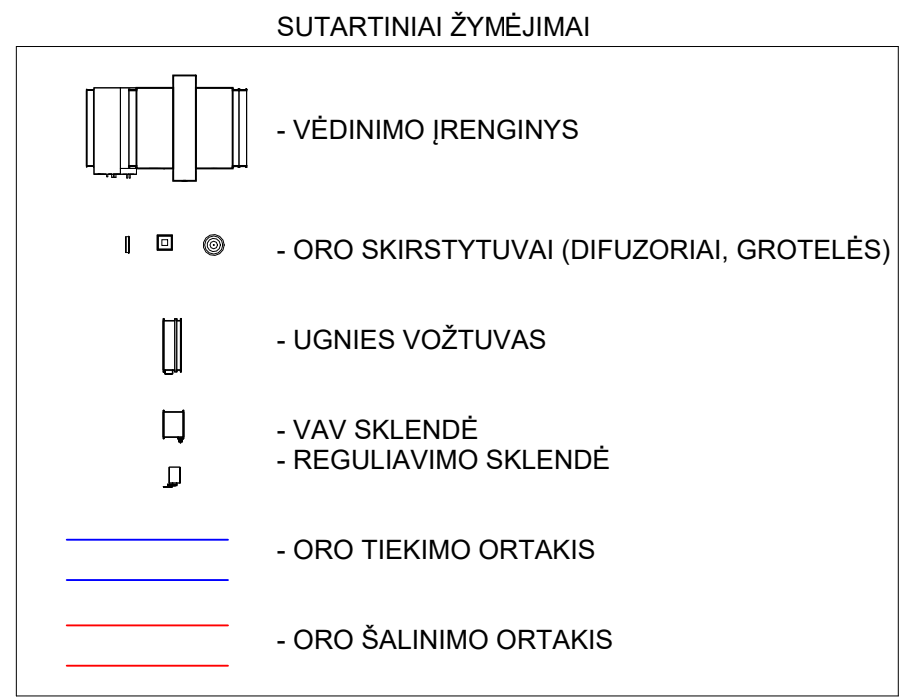 SUTARTINIAI ŽYMĖJIMAI
- VĖDINIMO ĮRENGINYS
- ORO SKIRSTYTUVAI (DIFUZORIAI, GROTELĖS)
- UGNIES VOŽTUVAS
- VAV SKLENDĖ
- REGULIAVIMO SKLENDĖ
- ORO TIEKIMO ORTAKIS
- ORO ŠALINIMO ORTAKIS